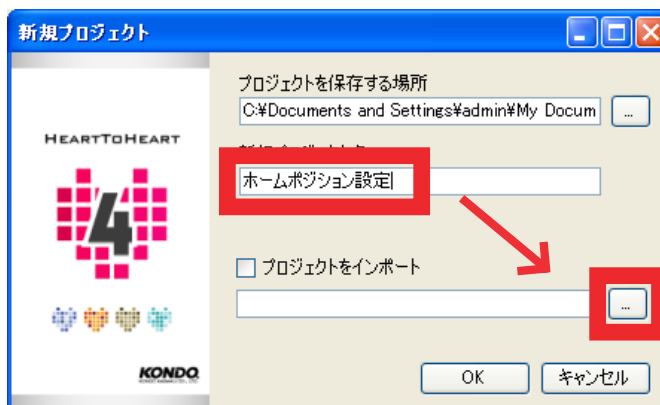 新規プロジェクト
プロジェクトを保存する場所
C:¥Documents and Settings¥admin¥My Docum
...
HEARTTOHEART
4
ホームポジション設定
プロジェクトをインポート
...
KONDO
OK
キャンセル